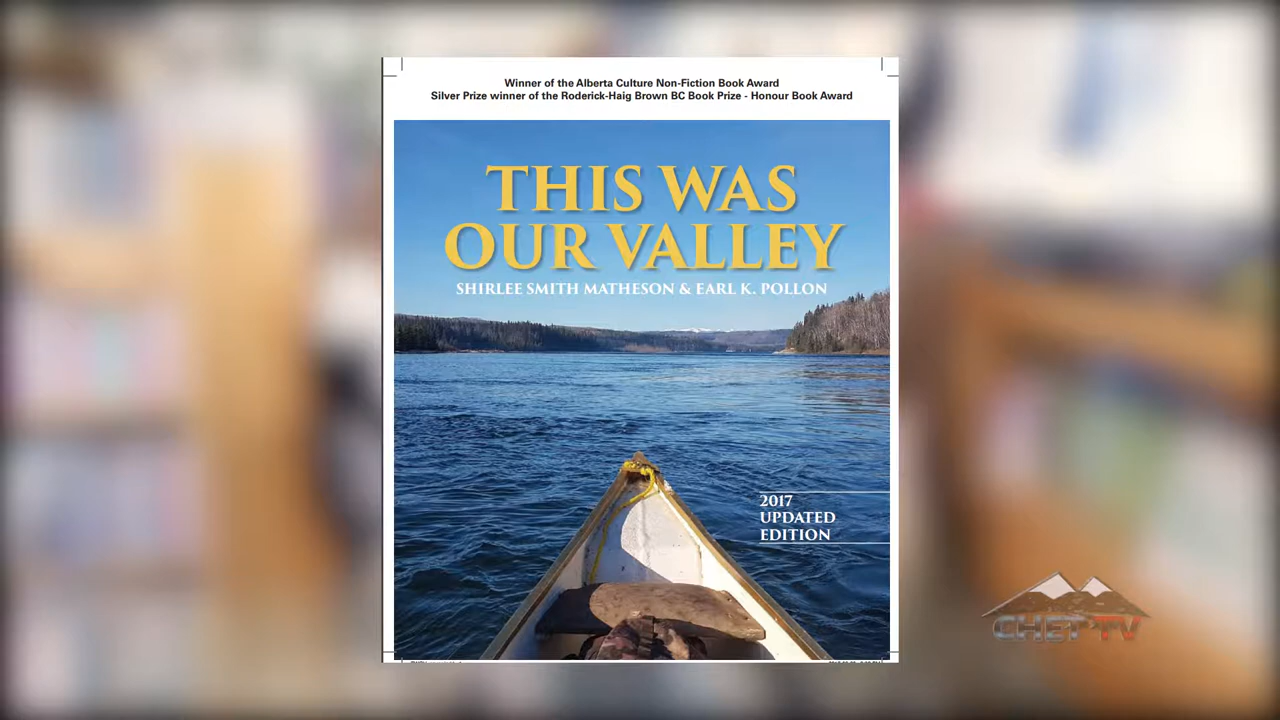 Winner of the Alberta Culture Non-Fiction Book Award
Silver Prize winner of the Roderick-Haig Brown BC Book Prize - Honour Book Award
THIS WAS
OUR VALLEY
SHIRLEE SMITH MATHESON & EARL K. POLLON
2017
UPDATED
EDITION
CHET TV